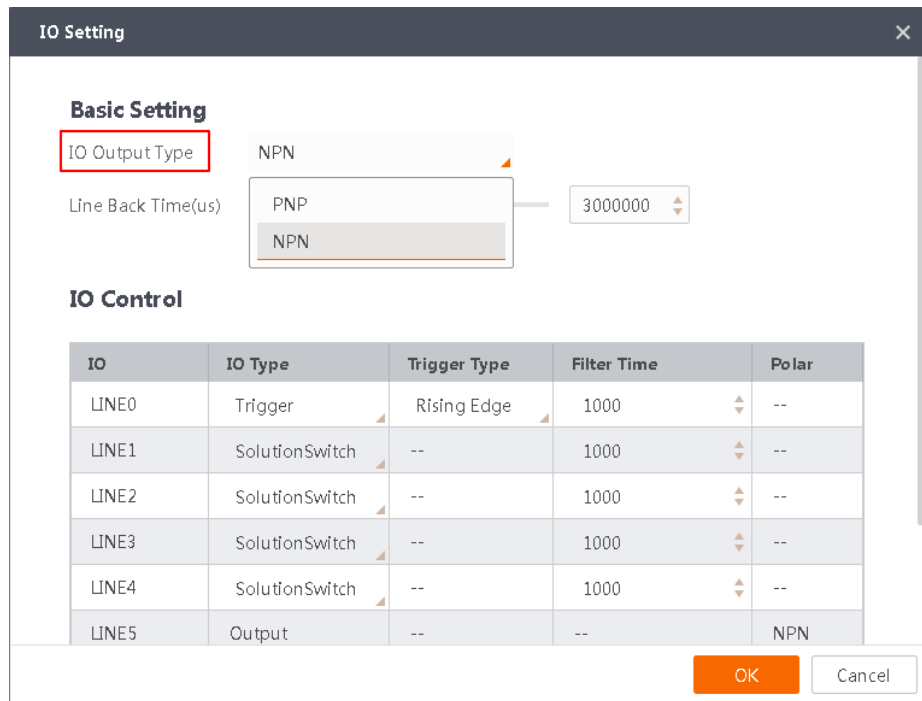 IO Setting
Basic Setting
IO Output Type NPN
Line Back Time(us) 3000000
PNP
NPN
IO Control
IO IO Type Trigger Type Filter Time Polar
LINE0 Trigger Rising Edge 1000 --
LINE1 SolutionSwitch -- 1000 --
LINE2 SolutionSwitch -- 1000 --
LINE3 SolutionSwitch -- 1000 --
LINE4 SolutionSwitch -- 1000 --
LINE5 Output -- -- NPN
OK Cancel